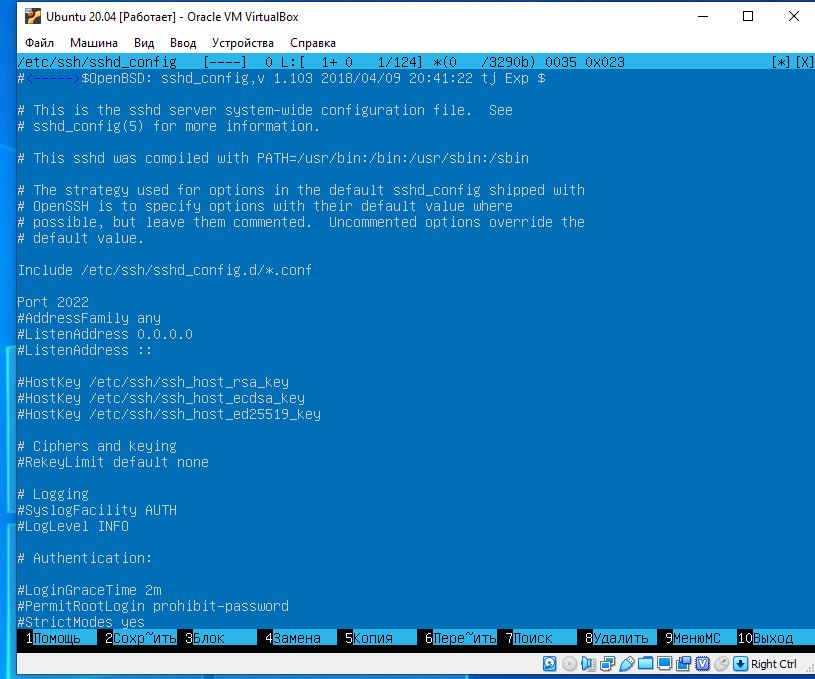 Ubuntu 20.04 [Работает] - Oracle VM VirtualBox
Файл Машина Вид Ввод Устройства Справка
/etc/ssh/sshd_config [----] 0 L:[ 1+ 0 1/124] *(0 /3290b) 0035 0x023 [*][X]
#<----->$OpenBSD: sshd_config,v 1.103 2018/04/09 20:41:22 tj Exp $
# This is the sshd server system-wide configuration file. See
# sshd_config(5) for more information.
# This sshd was compiled with PATH=/usr/bin:/bin:/usr/sbin:/sbin
# The strategy used for options in the default sshd_config shipped with
# OpenSSH is to specify options with their default value where
# possible, but leave them commented. Uncommented options override the
# default value.
Include /etc/ssh/sshd_config.d/*.conf
Port 2022
#AddressFamily any
#ListenAddress 0.0.0.0
#ListenAddress ::
#HostKey /etc/ssh/ssh_host_rsa_key
#HostKey /etc/ssh/ssh_host_ecdsa_key
#HostKey /etc/ssh/ssh_host_ed25519_key
# Ciphers and keying
#RekeyLimit default none
# Logging
#SyslogFacility AUTH
#LogLevel INFO
# Authentication:
#LoginGraceTime 2m
#PermitRootLogin prohibit-password
#StrictModes yes
1Помощь 2Сохр~ить 3Блок 4Замена 5Копия 6Пере~ить 7Поиск 8Удалить 9МенюMC 10Выход
Right Ctrl